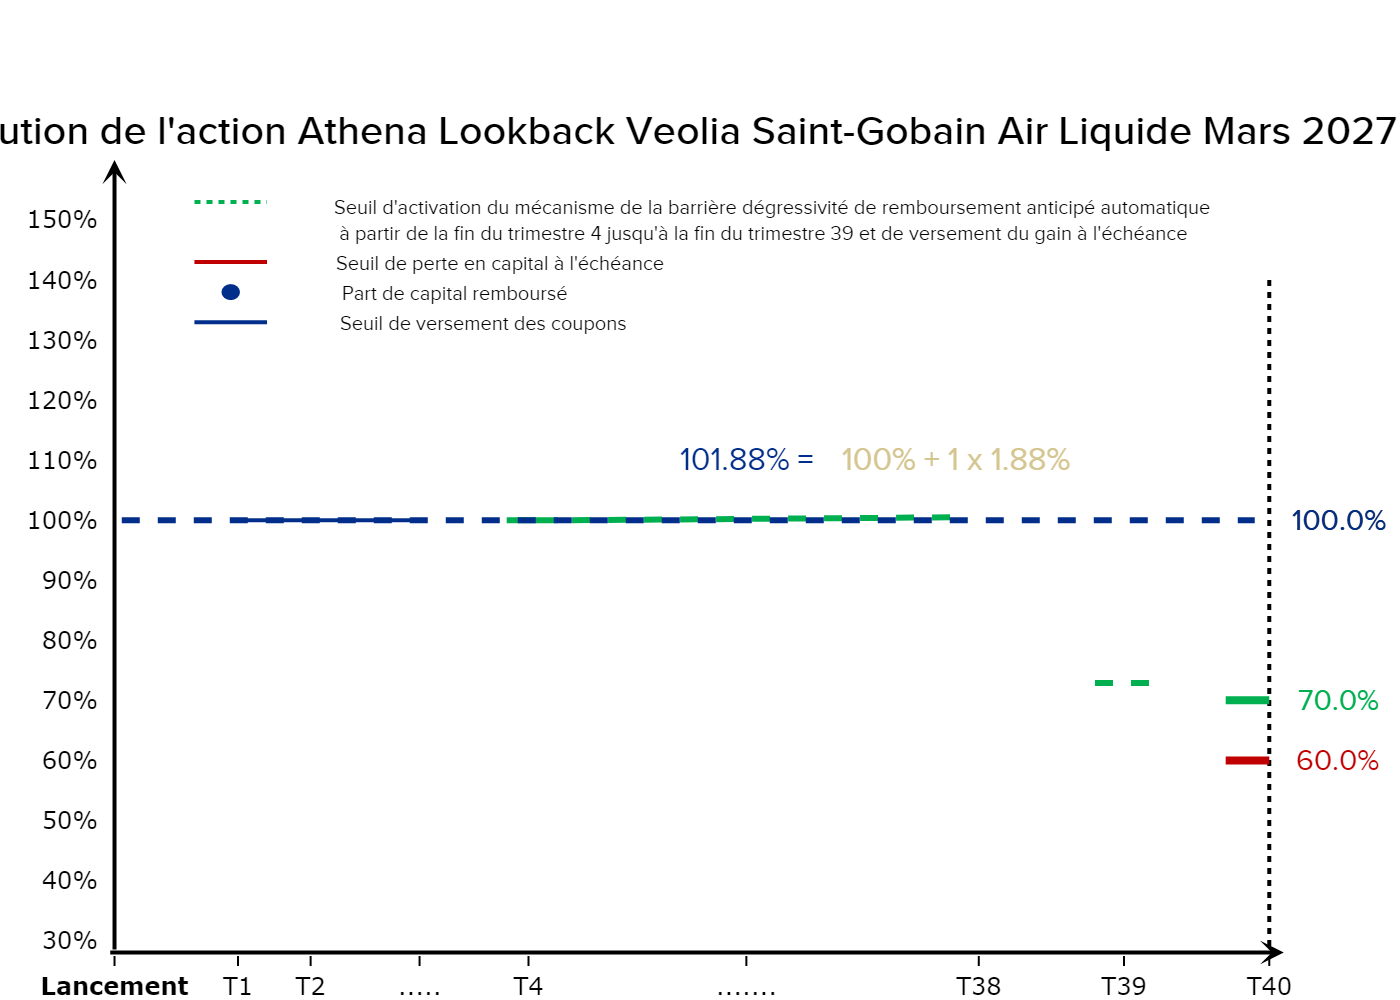 ution de l'action Athena Lookback Veolia Saint-Gobain Air Liquide Mars 2027
Seuil d'activation du mécanisme de la barrière dégressivité de remboursement anticipé automatique
à partir de la fin du trimestre 4 jusqu'à la fin du trimestre 39 et de versement du gain à l'échéance
Seuil de perte en capital à l'échéance
Part de capital remboursé
Seuil de versement des coupons
150%
140%
130%
120%
110%
101.88% = 100% + 1 x 1.88%
100%
100.0%
90%
80%
70%
70.0%
60%
60.0%
50%
40%
30%
Lancement T1 T2 ..... T4 ....... T38 T39 T40